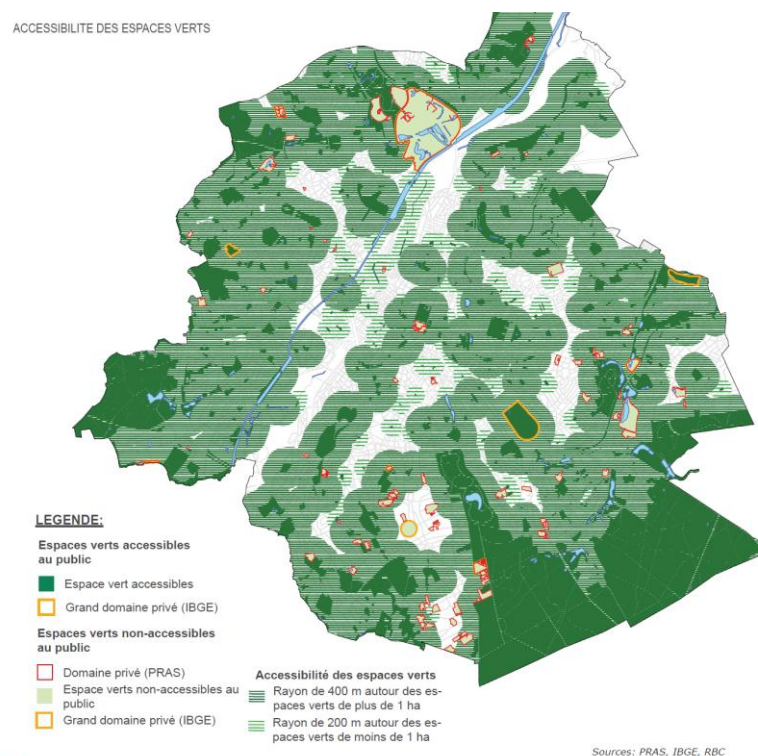 ACCESSIBILITE DES ESPACES VERTS
LEGENDE:
Espaces verts accessibles
au public
Espace vert accessibles
Grand domaine privé (IBGE)
Espaces verts non-accessibles
au public
Domaine privé (PRAS)
Espace verts non-accessibles au
public
Grand domaine privé (IBGE)
Accessibilité des espaces verts
Rayon de 400 m autour des es-
paces verts de plus de 1 ha
Rayon de 200 m autour des es-
paces verts de moins de 1 ha
Sources: PRAS, IBGE, RBC